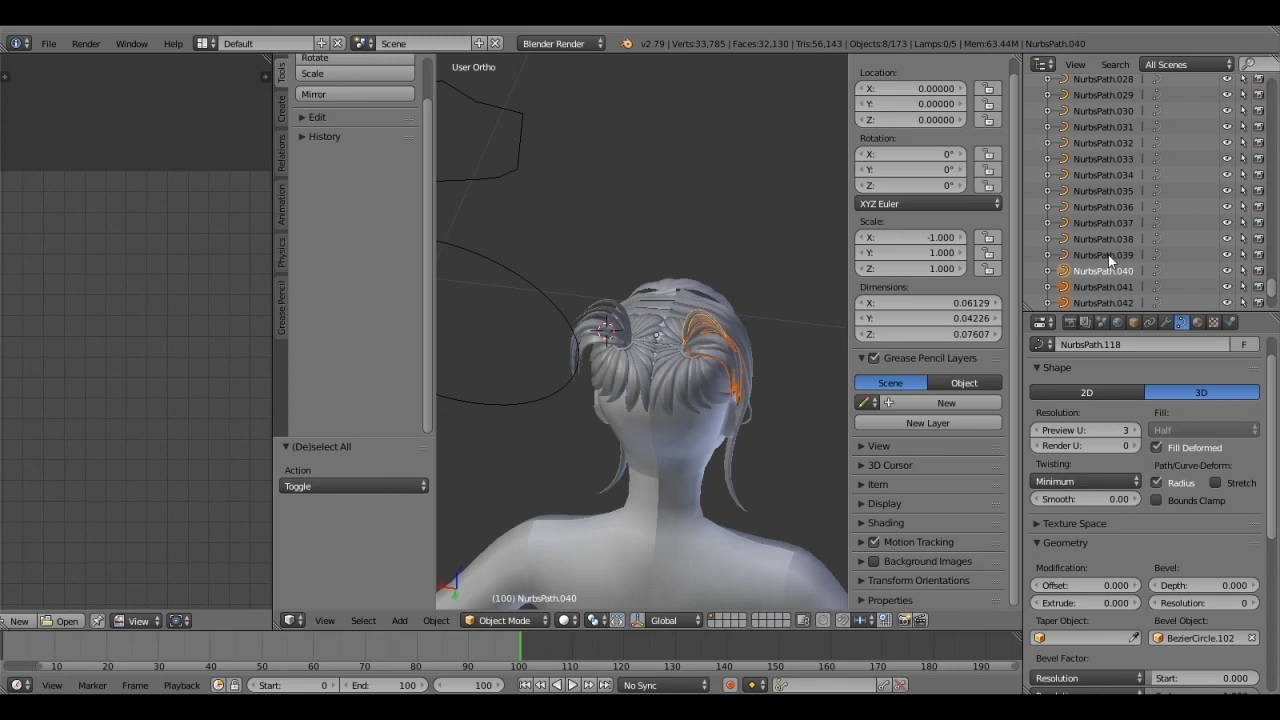 File Render Window Help Default Scene Blender Render v2.79 | Verts:33,785 | Faces:32,130 | Tris:56,143 | Objects:8/173 | Lamps:0/5 | Mem:63.44M | NurbsPath.040
Rotate
Scale
Mirror
Edit
History
Tools
Create
Relations
Animation
Physics
Grease Pencil
(De)select All
Action
Toggle
User Ortho
(100) NurbsPath.040
Location:
X: 0.00000
Y: 0.00000
Z: 0.00000
Rotation:
X: 0°
Y: 0°
Z: 0°
XYZ Euler
Scale:
X: -1.000
Y: 1.000
Z: 1.000
Dimensions:
X: 0.06129
Y: 0.04226
Z: 0.07607
Grease Pencil Layers
Scene Object
New
New Layer
View
3D Cursor
Item
Display
Shading
Motion Tracking
Background Images
Transform Orientations
Properties
View Search All Scenes
NurbsPath.028
NurbsPath.029
NurbsPath.030
NurbsPath.031
NurbsPath.032
NurbsPath.033
NurbsPath.034
NurbsPath.035
NurbsPath.036
NurbsPath.037
NurbsPath.038
NurbsPath.039
NurbsPath.040
NurbsPath.041
NurbsPath.042
NurbsPath.118 F
Shape
2D 3D
Resolution: Fill:
Preview U: 3 Half
Render U: 0 Fill Deformed
Twisting: Path/Curve-Deform:
Minimum Radius Stretch
Smooth: 0.00 Bounds Clamp
Texture Space
Geometry
Modification: Bevel:
Offset: 0.000 Depth: 0.000
Extrude: 0.000 Resolution: 0
Taper Object: Bevel Object:
BezierCircle.102
Bevel Factor:
Resolution Start: 0.000
New Open View
View Select Add Object Object Mode Global
10 20 30 40 50 60 70 80 90 100 110 120 130 140 150 160 170 180 190
View Marker Frame Playback Start: 0 End: 100 100 No Sync